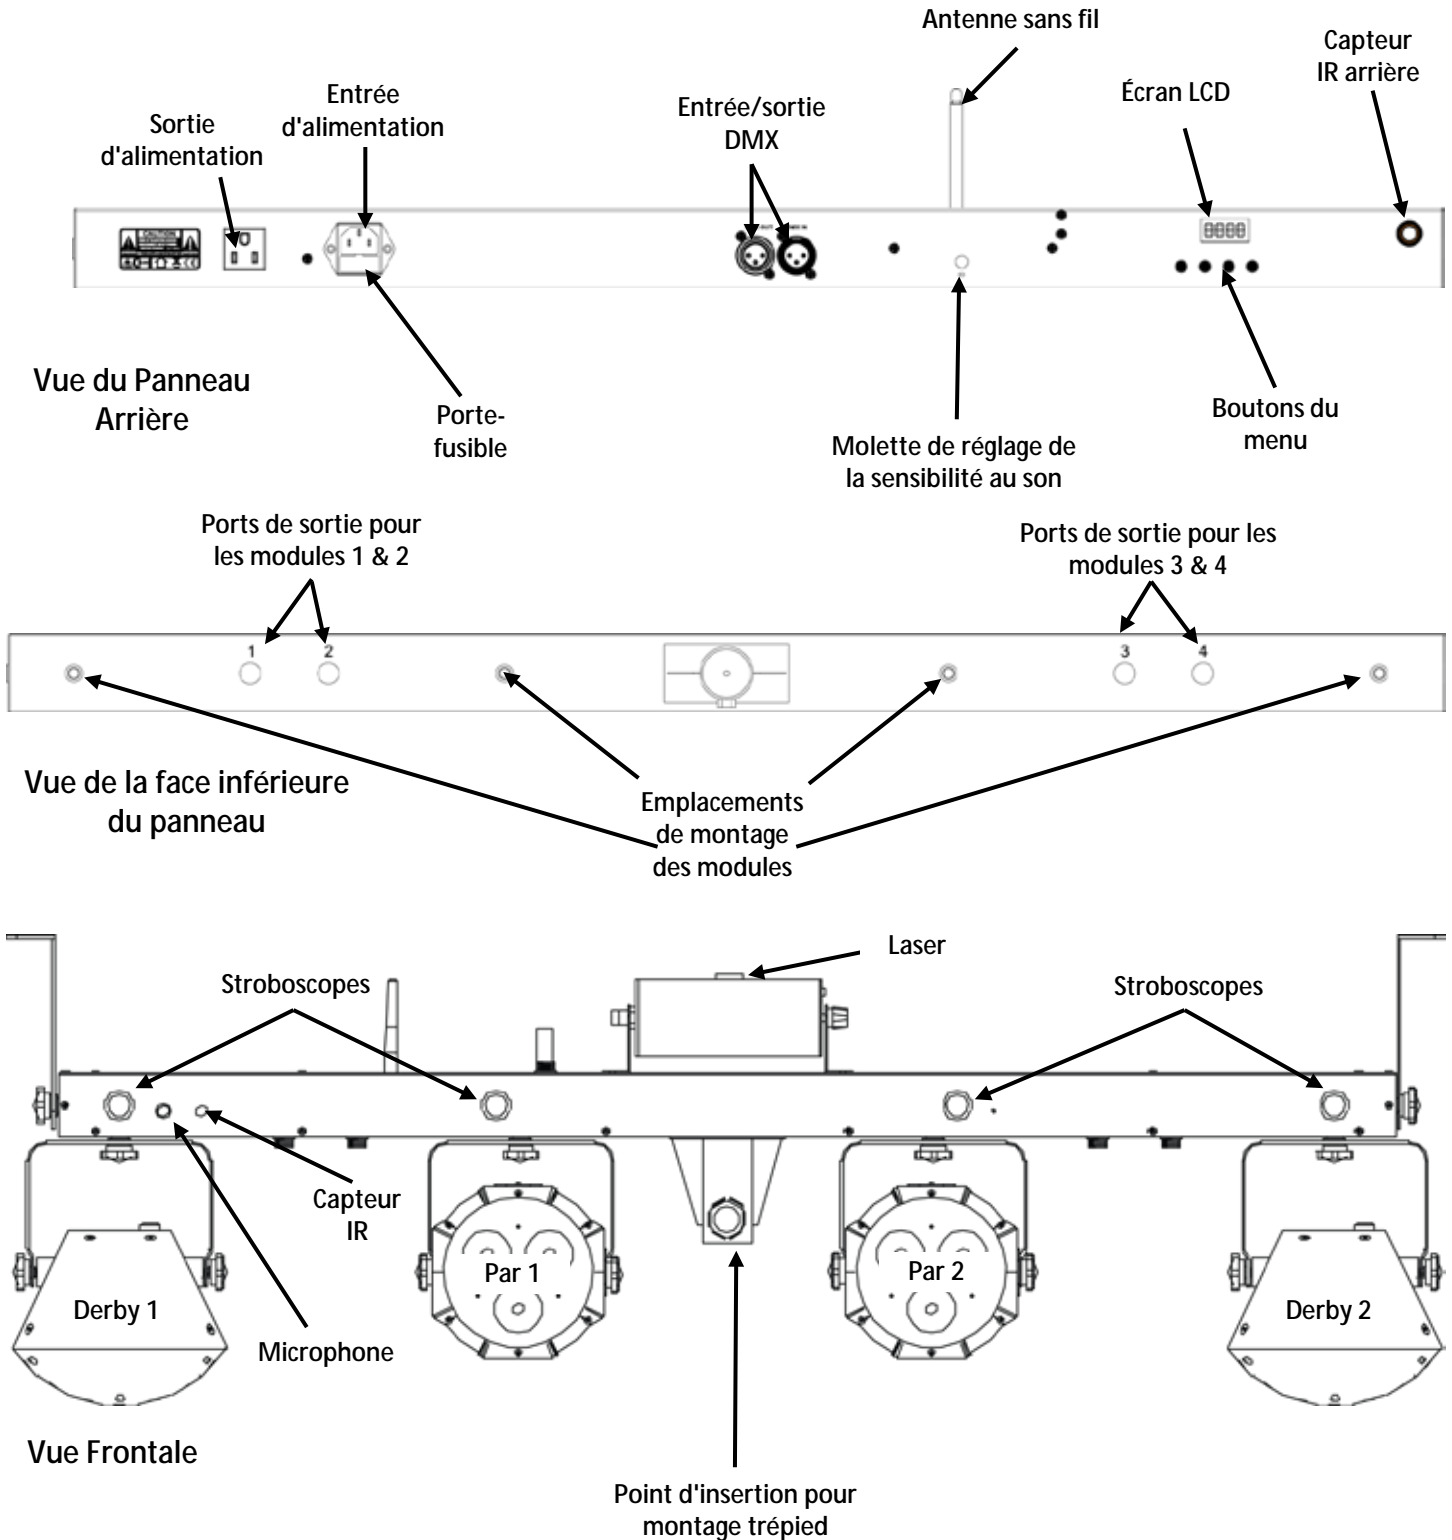 Antenne sans fil
Capteur
IR arrière
Entrée
d'alimentation
Écran LCD
Entrée/sortie
DMX
Sortie
d'alimentation
CAUTION
Vue du Panneau
Arrière
Porte-
fusible
Boutons du
menu
Molette de réglage de
la sensibilité au son
Ports de sortie pour
les modules 1 & 2
Ports de sortie pour les
modules 3 & 4
1
2
3
4
Vue de la face inférieure
du panneau
Emplacements
de montage
des modules
Laser
Stroboscopes
Stroboscopes
Capteur
IR
Par 1
Par 2
Derby 1
Derby 2
Microphone
Vue Frontale
Point d'insertion pour
montage trépied